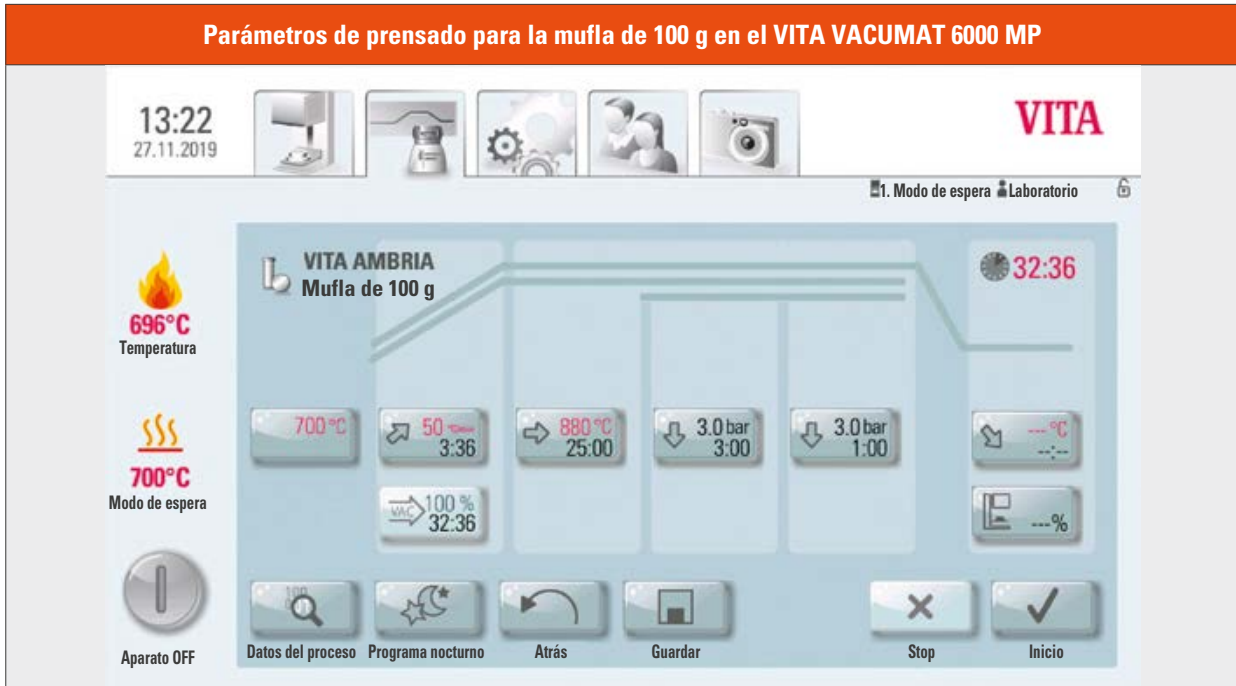 Parámetros de prensado para la mufla de 100 g en el VITA VACUMAT 6000 MP
13:22
27.11.2019
VITA
1. Modo de espera Laboratorio
VITA AMBRIA
Mufla de 100 g
32:36
696°C
Temperatura
700°C
Modo de espera
700 °C
50
3:36
880 °C
25:00
3.0 bar
3:00
3.0 bar
1:00
--- °C
--:--
VAC 100 %
32:36
---%
Aparato OFF
Datos del proceso
Programa nocturno
Atrás
Guardar
Stop
Inicio